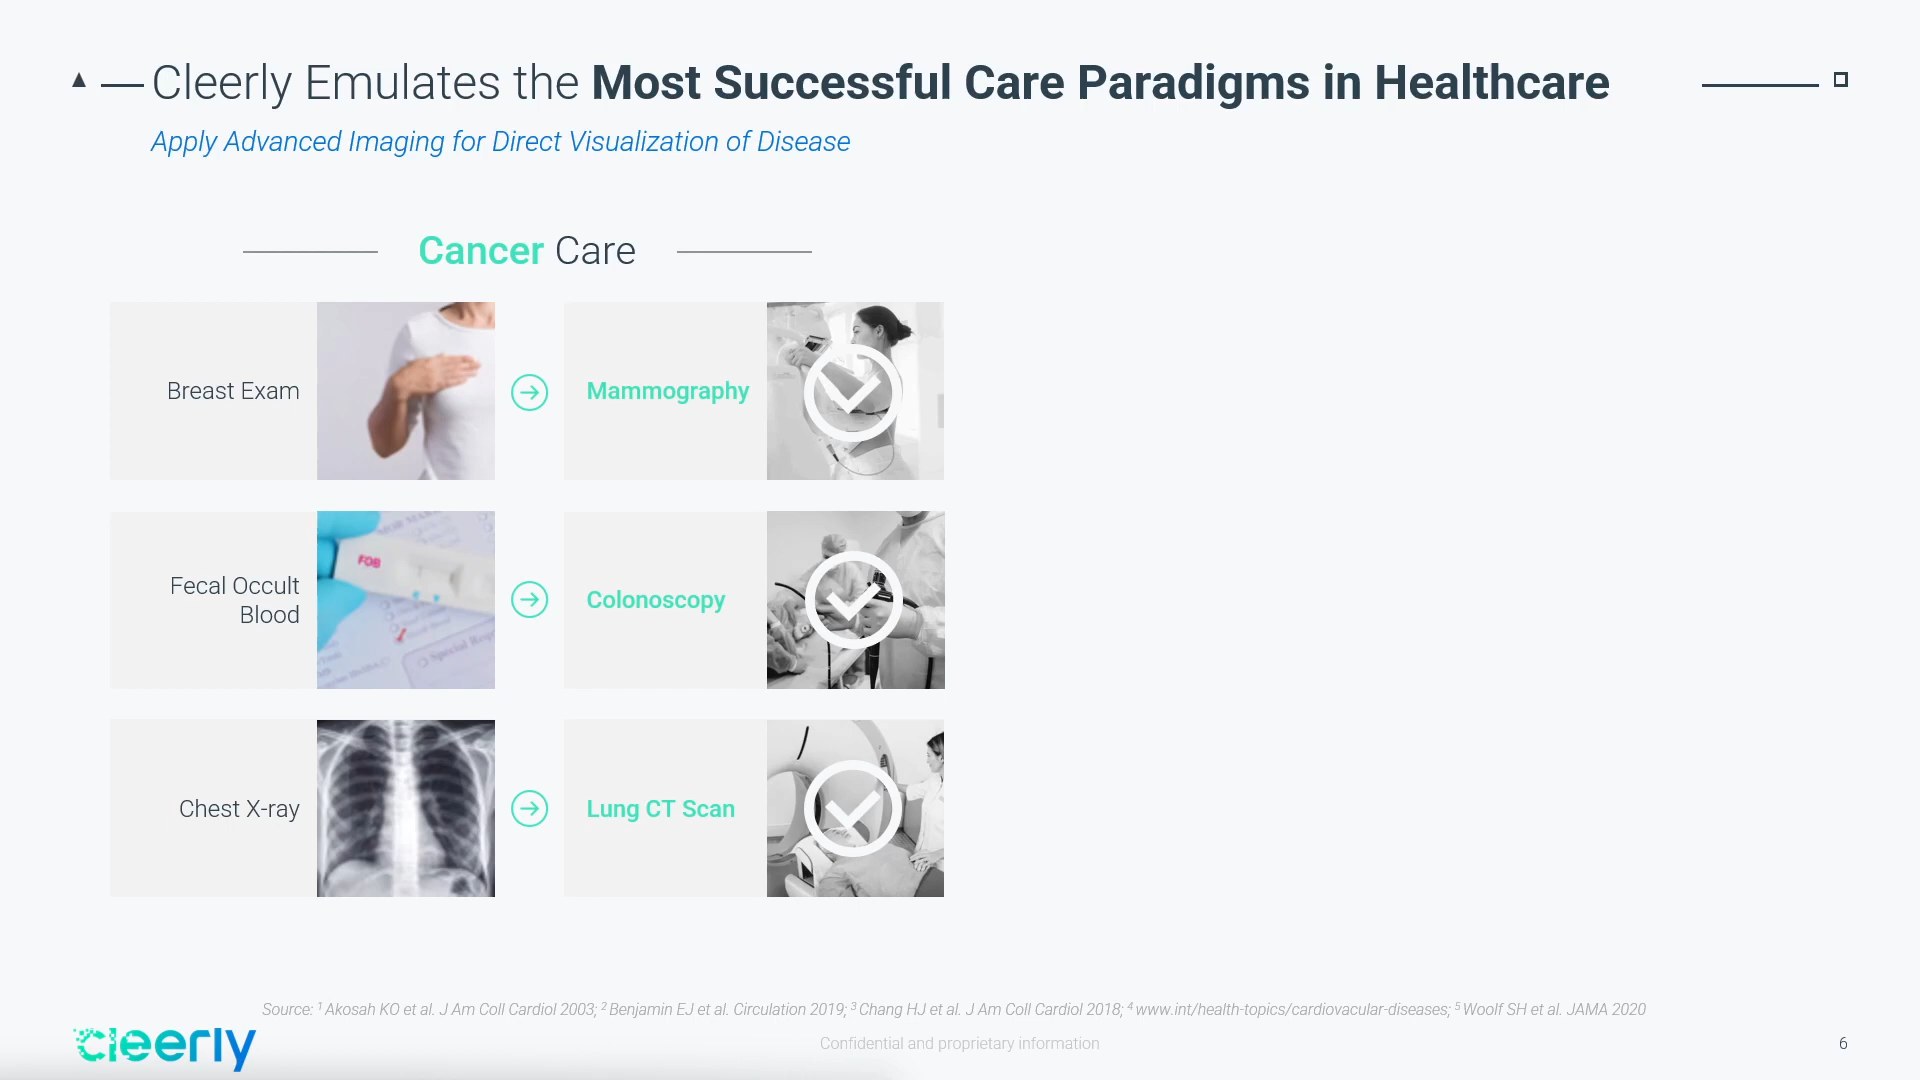 Cleerly Emulates the Most Successful Care Paradigms in Healthcare
Apply Advanced Imaging for Direct Visualization of Disease
Cancer Care
Breast Exam
Mammography
Fecal Occult
Blood
FOB
Colonoscopy
Chest X-ray
Lung CT Scan
Source: ¹ Akosah KO et al. J Am Coll Cardiol 2003; ² Benjamin EJ et al. Circulation 2019; ³ Chang HJ et al. J Am Coll Cardiol 2018; ⁴ www.int/health-topics/cardiovacular-diseases; ⁵ Woolf SH et al. JAMA 2020
cleerly
Confidential and proprietary information
6